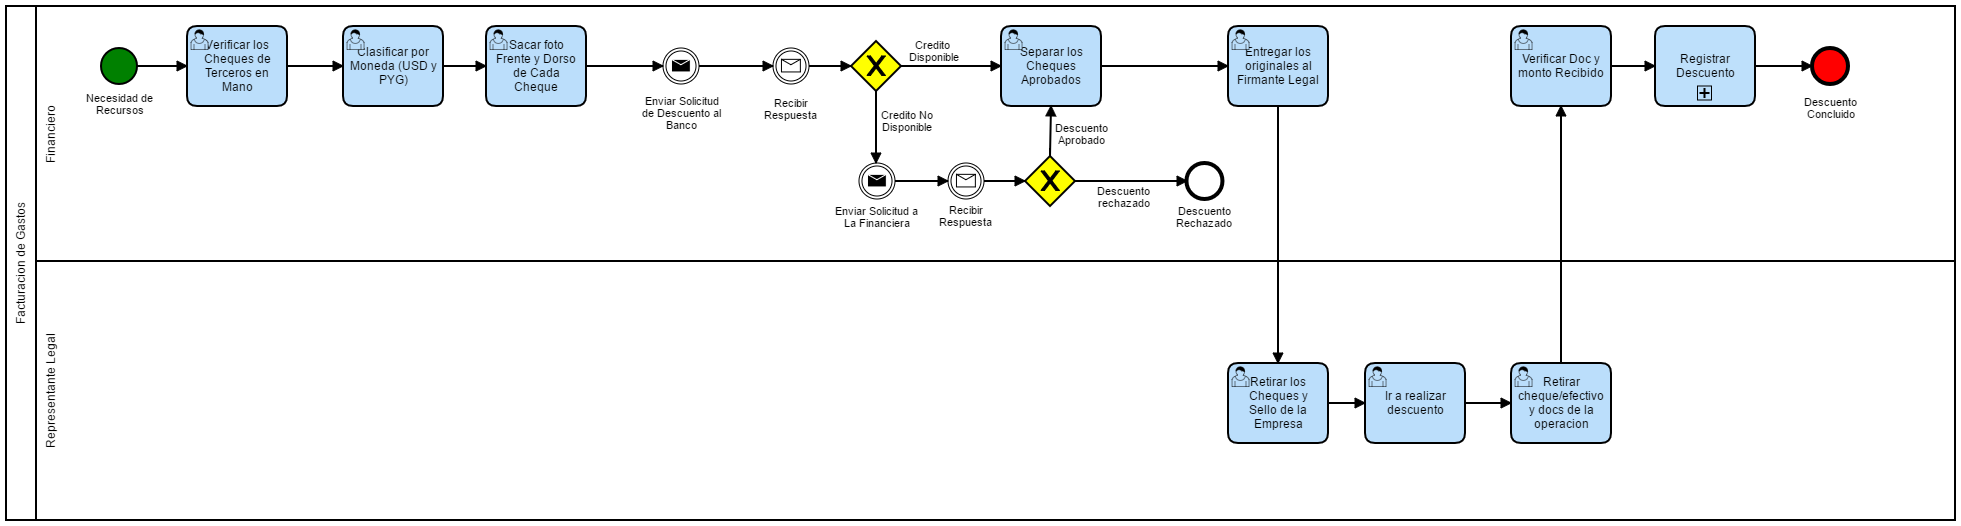 Facturacion de Gastos
Financiero
Necesidad de
Recursos
Verificar los
Cheques de
Terceros en
Mano
Clasificar por
Moneda (USD y
PYG)
Sacar foto
Frente y Dorso
de Cada
Cheque
Enviar Solicitud
de Descuento al
Banco
Recibir
Respuesta
X
Credito
Disponible
Credito No
Disponible
Enviar Solicitud a
La Financiera
Recibir
Respuesta
X
Descuento
Aprobado
Descuento
rechazado
Descuento
Rechazado
Separar los
Cheques
Aprobados
Entregar los
originales al
Firmante Legal
Verificar Doc y
monto Recibido
Registrar
Descuento
Descuento
Concluido
Representante Legal
Retirar los
Cheques y
Sello de la
Empresa
Ir a realizar
descuento
Retirar
cheque/efectivo
y docs de la
operacion